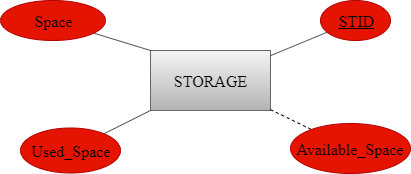 Space
STID
STORAGE
Used_Space
Available_Space